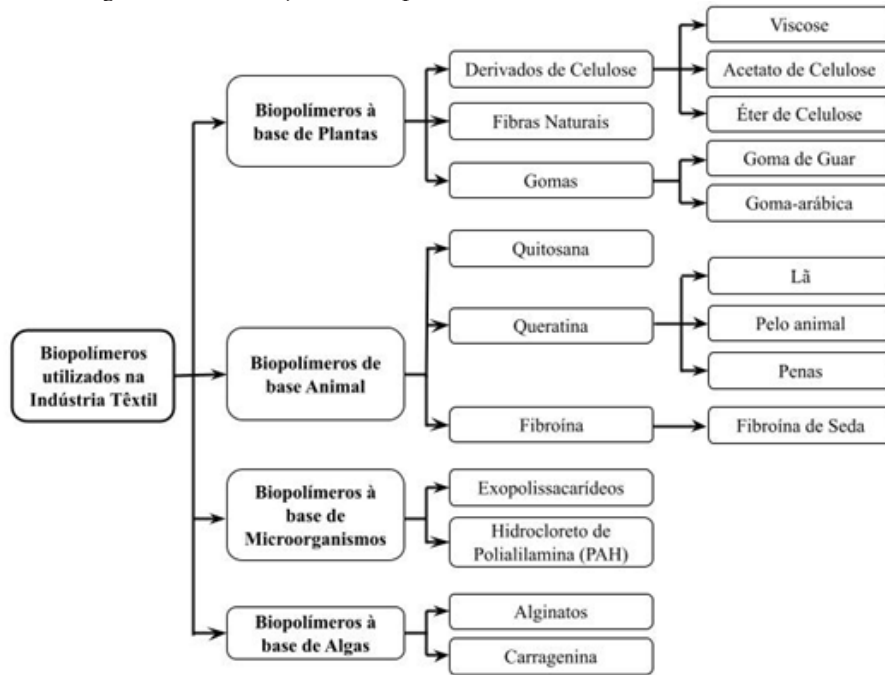 Viscose
Derivados de Celulose
Acetato de Celulose
Biopolímeros à
base de Plantas
Fibras Naturais
Éter de Celulose
Gomas
Goma de Guar
Goma-arábica
Quitosana
Lã
Biopolímeros
utilizados na
Indústria Têxtil
Biopolímeros de
base Animal
Queratina
Pelo animal
Penas
Fibroína
Fibroína de Seda
Biopolímeros à
base de
Microorganismos
Exopolissacarídeos
Hidrocloreto de
Polialilamina (PAH)
Biopolímeros à
base de Algas
Alginatos
Carragenina